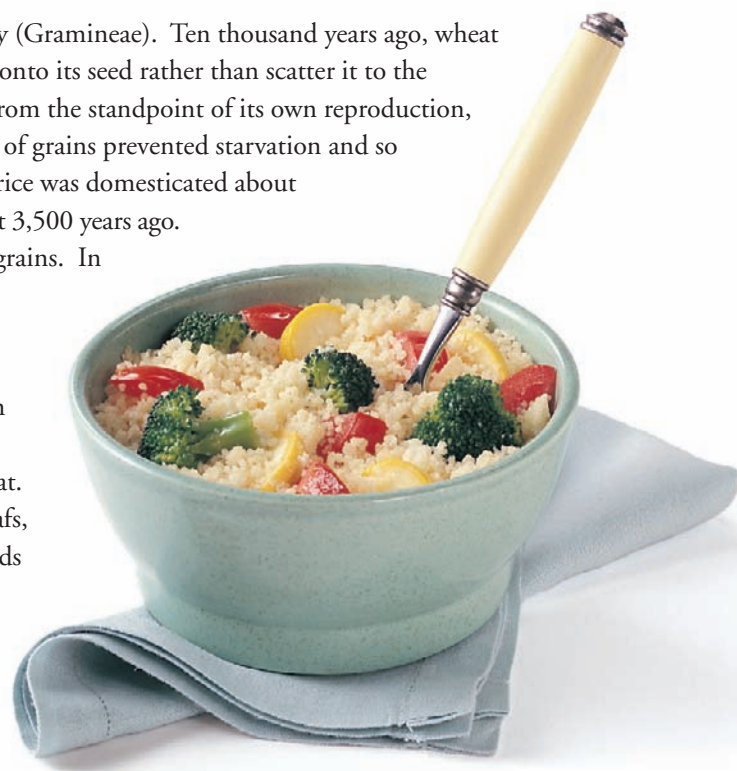 y (Gramineae). Ten thousand years ago, wheat
onto its seed rather than scatter it to the
rom the standpoint of its own reproduction,
of grains prevented starvation and so
rice was domesticated about
t 3,500 years ago.
grains. In
n
at.
afs,
ds